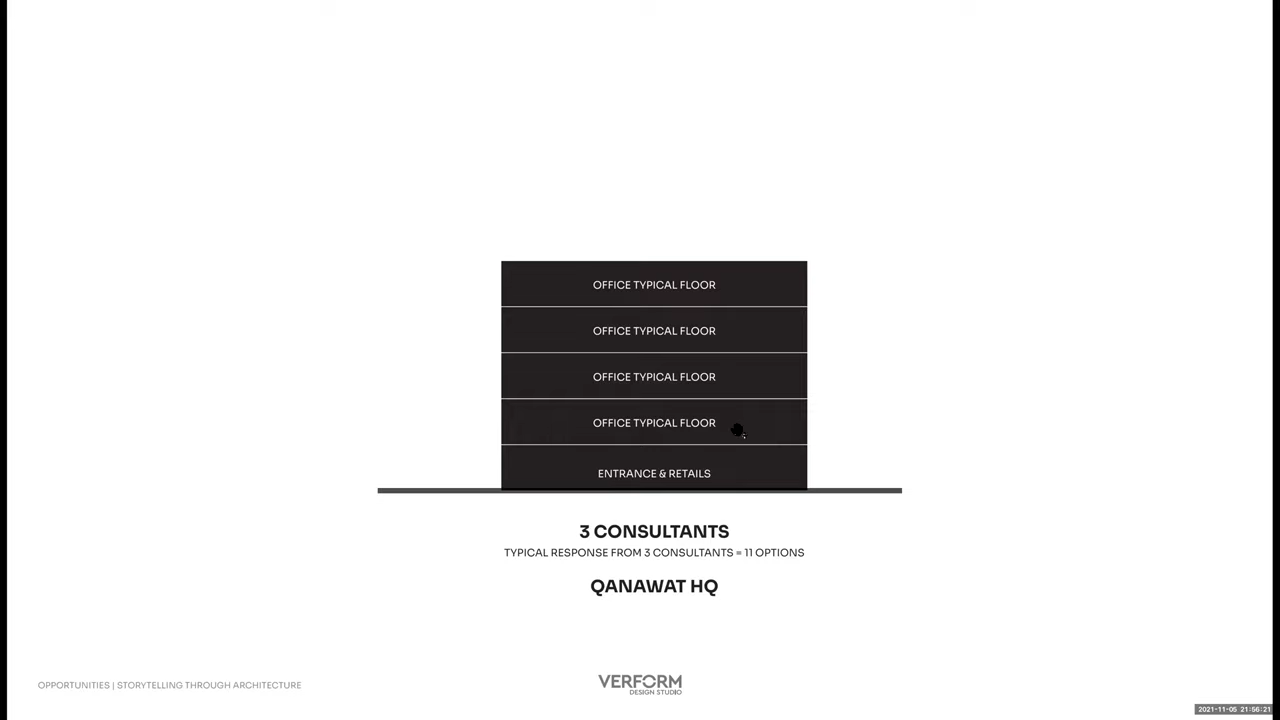 OFFICE TYPICAL FLOOR
OFFICE TYPICAL FLOOR
OFFICE TYPICAL FLOOR
OFFICE TYPICAL FLOOR
ENTRANCE & RETAILS
3 CONSULTANTS
TYPICAL RESPONSE FROM 3 CONSULTANTS = 11 OPTIONS
QANAWAT HQ
OPPORTUNITIES | STORYTELLING THROUGH ARCHITECTURE
VERFORM
DESIGN STUDIO
2021-11-05 21:56:21